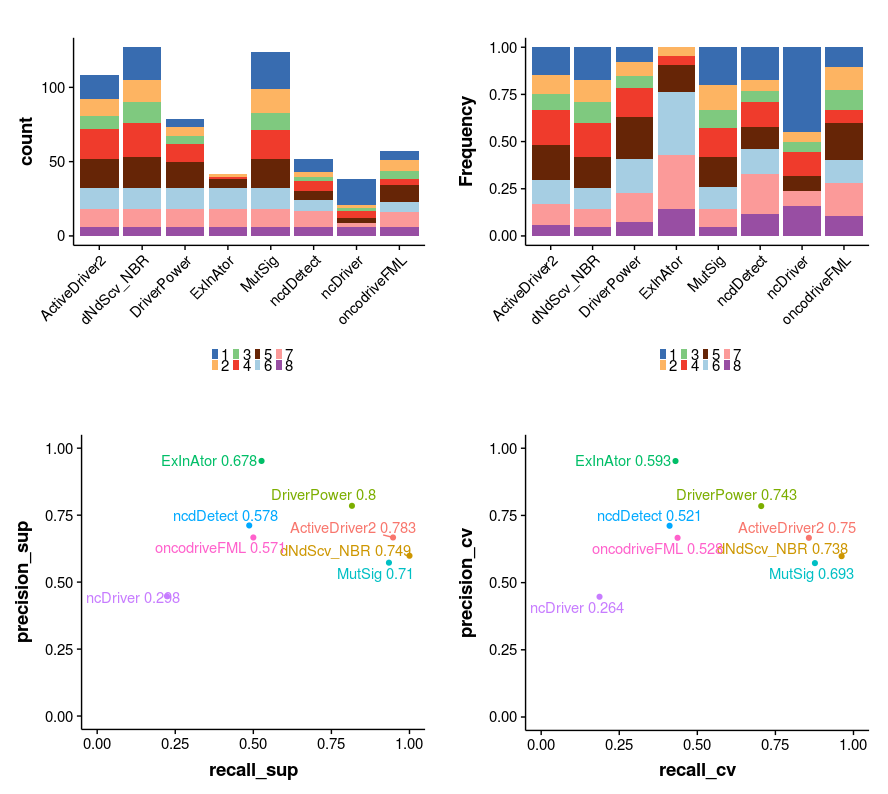 count
100
50
0
ActiveDriver2
dNdScv_NBR
DriverPower
ExInAtor
MutSig
ncdDetect
ncDriver
oncodriveFML
1 3 5 7
2 4 6 8
Frequency
1.00
0.75
0.50
0.25
0.00
ActiveDriver2
dNdScv_NBR
DriverPower
ExInAtor
MutSig
ncdDetect
ncDriver
oncodriveFML
1 3 5 7
2 4 6 8
precision_sup
1.00
0.75
0.50
0.25
0.00
ExInAtor 0.678
DriverPower 0.8
ncdDetect 0.578
ActiveDriver2 0.783
oncodriveFML 0.571
dNdScv_NBR 0.749
MutSig 0.71
ncDriver 0.298
0.00 0.25 0.50 0.75 1.00
recall_sup
precision_cv
1.00
0.75
0.50
0.25
0.00
ExInAtor 0.593
DriverPower 0.743
ncdDetect 0.521
ActiveDriver2 0.75
oncodriveFML 0.528
dNdScv_NBR 0.738
MutSig 0.693
ncDriver 0.264
0.00 0.25 0.50 0.75 1.00
recall_cv